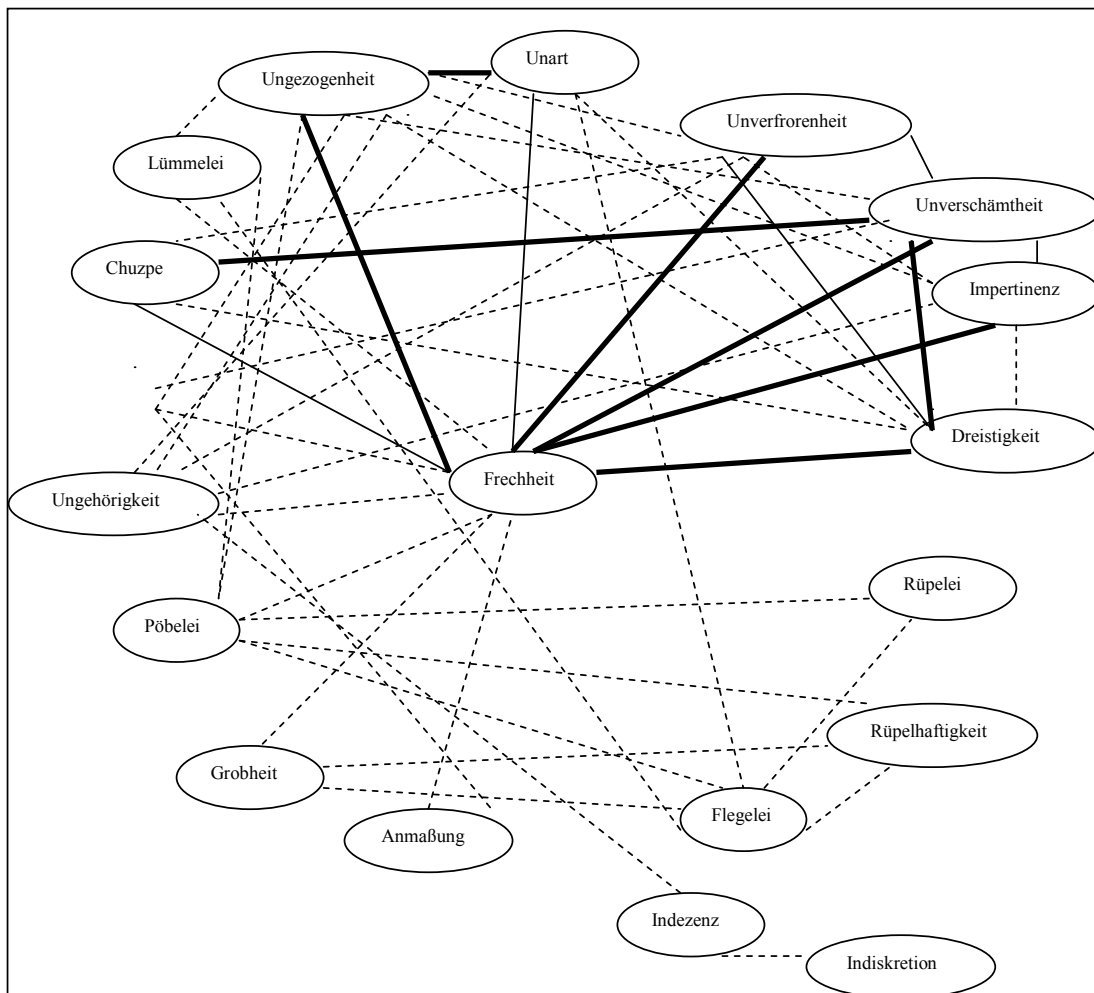 Unart
Ungezogenheit
Unverfrorenheit
Lümmelei
Unverschämtheit
Chuzpe
Impertinenz
Dreistigkeit
Frechheit
Ungehörigkeit
Rüpelei
Pöbelei
Rüpelhaftigkeit
Grobheit
Flegelei
Anmaßung
Indezenz
Indiskretion